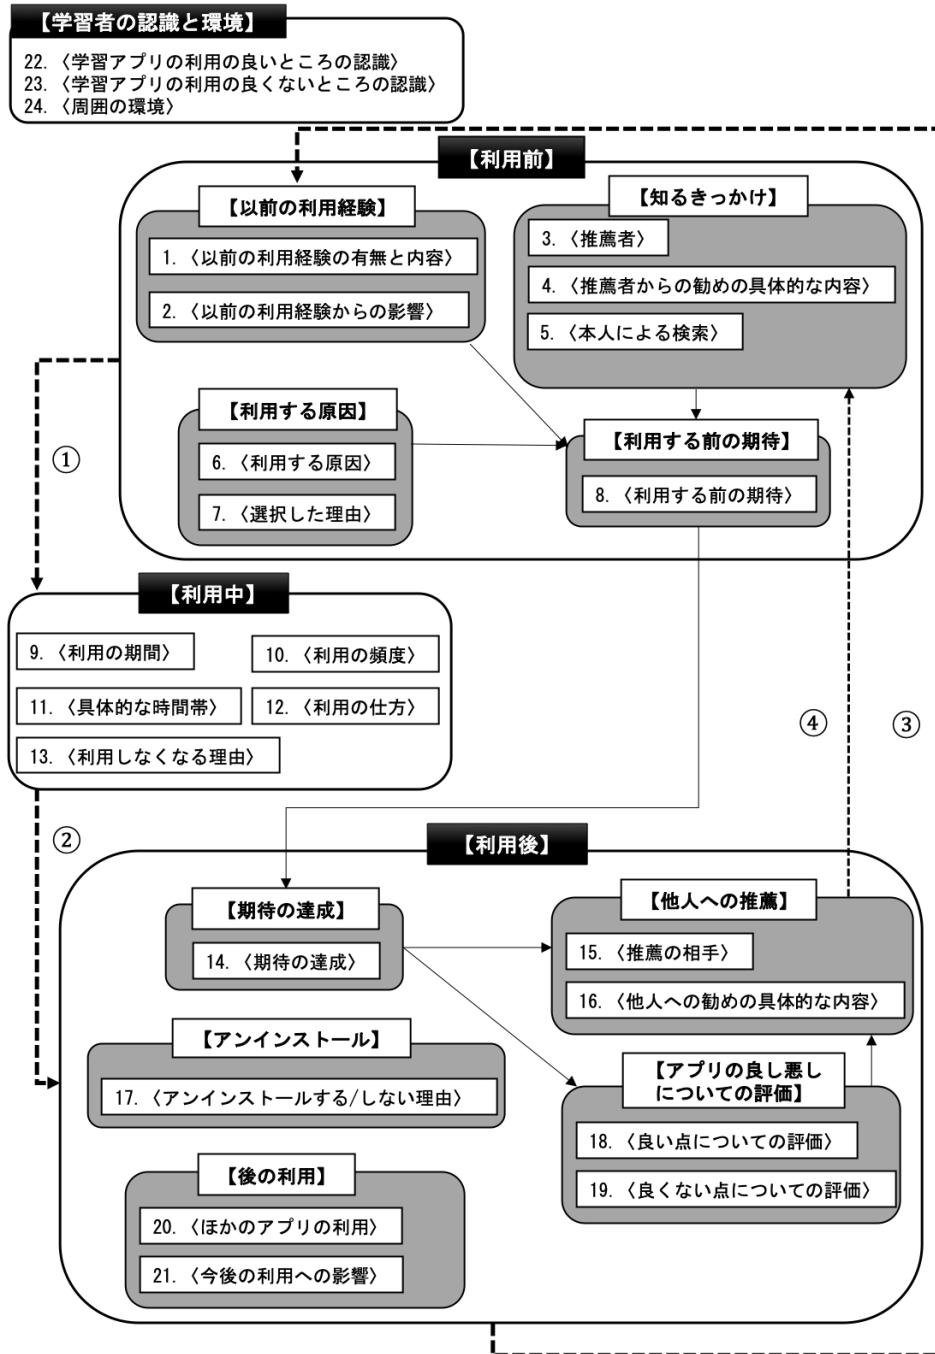 【学習者の認識と環境】
22.〈学習アプリの利用の良いところの認識〉
23.〈学習アプリの利用の良くないところの認識〉
24.〈周囲の環境〉
【利用前】
【以前の利用経験】
1.〈以前の利用経験の有無と内容〉
2.〈以前の利用経験からの影響〉
【知るきっかけ】
3.〈推薦者〉
4.〈推薦者からの勧めの具体的な内容〉
5.〈本人による検索〉
【利用する原因】
6.〈利用する原因〉
7.〈選択した理由〉
【利用する前の期待】
8.〈利用する前の期待〉
①
【利用中】
9.〈利用の期間〉
10.〈利用の頻度〉
11.〈具体的な時間帯〉
12.〈利用の仕方〉
13.〈利用しなくなる理由〉
④
③
②
【利用後】
【期待の達成】
14.〈期待の達成〉
【他人への推薦】
15.〈推薦の相手〉
16.〈他人への勧めの具体的な内容〉
【アンインストール】
17.〈アンインストールする/しない理由〉
【アプリの良し悪し
についての評価】
18.〈良い点についての評価〉
19.〈良くない点についての評価〉
【後の利用】
20.〈ほかのアプリの利用〉
21.〈今後の利用への影響〉